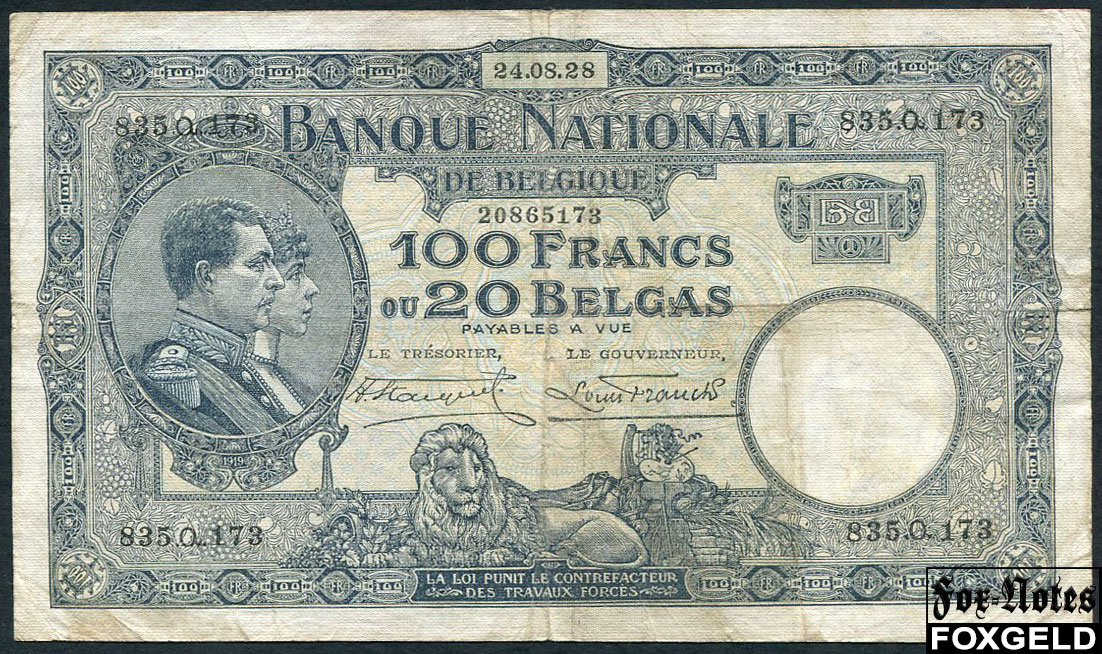 24.08.28
835.Q.173 835.Q.173
BANQUE NATIONALE
DE BELGIQUE
20865173
100 FRANCS
OU 20 BELGAS
PAYABLES A VUE
LE TRÉSORIER, LE GOUVERNEUR,
Louis Franck
1919
835.Q.173 835.Q.173
LA LOI PUNIT LE CONTREFACTEUR
DES TRAVAUX FORCÉS
Fox-Notes
FOXGELD